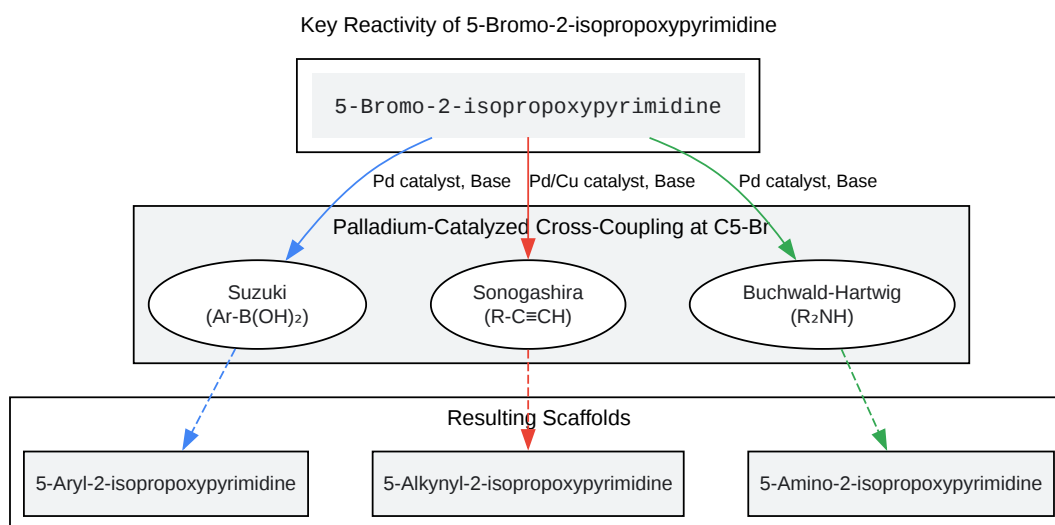 Key Reactivity of 5-Bromo-2-isopropoxypyrimidine
5-Bromo-2-isopropoxypyrimidine
Pd catalyst, Base
Pd/Cu catalyst, Base
Pd catalyst, Base
Palladium-Catalyzed Cross-Coupling at C5-Br
Suzuki
(Ar-B(OH)₂)
Sonogashira
(R-C≡CH)
Buchwald-Hartwig
(R₂NH)
Resulting Scaffolds
5-Aryl-2-isopropoxypyrimidine
5-Alkynyl-2-isopropoxypyrimidine
5-Amino-2-isopropoxypyrimidine